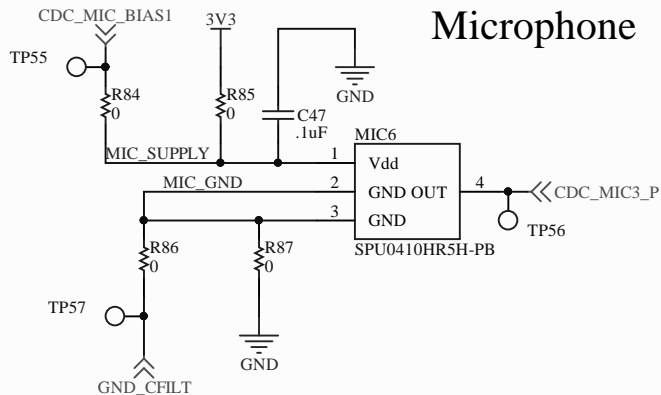 Microphone
CDC_MIC_BIAS1
3V3
TP55
R84
0
R85
0
C47
.1uF
GND
MIC6
MIC_SUPPLY
1
Vdd
MIC_GND
2
GND OUT
4
CDC_MIC3_P
3
GND
TP56
SPU0410HR5H-PB
R86
0
R87
0
TP57
GND
GND_CFILT